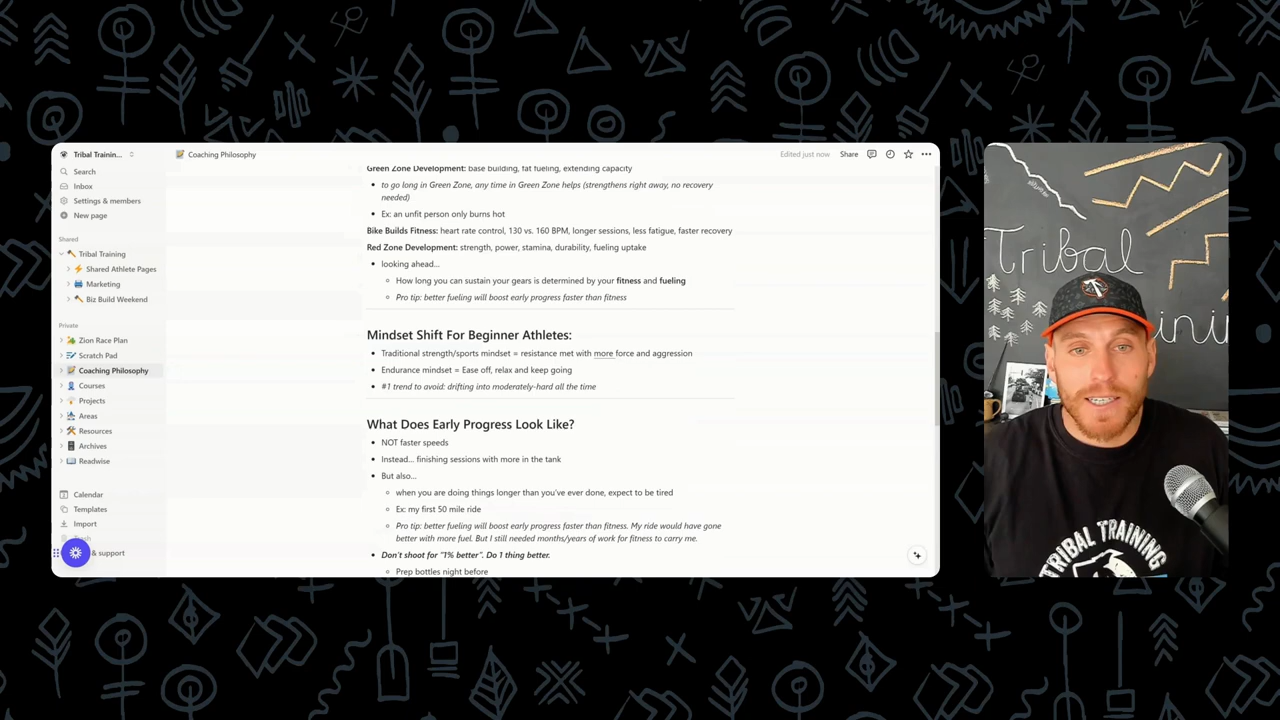 Tribal Trainin...
Search
Inbox
Settings & members
New page
Shared
Tribal Training
Shared Athlete Pages
Marketing
Biz Build Weekend
Private
Zion Race Plan
Scratch Pad
Coaching Philosophy
Courses
Projects
Areas
Resources
Archives
Readwise
Calendar
Templates
Import
Trash
& support
Coaching Philosophy
Edited just now
Share
Green Zone Development: base building, fat fueling, extending capacity
to go long in Green Zone, any time in Green Zone helps (strengthens right away, no recovery
needed)
Ex: an unfit person only burns hot
Bike Builds Fitness: heart rate control, 130 vs. 160 BPM, longer sessions, less fatigue, faster recovery
Red Zone Development: strength, power, stamina, durability, fueling uptake
looking ahead...
How long you can sustain your gears is determined by your fitness and fueling
Pro tip: better fueling will boost early progress faster than fitness
Mindset Shift For Beginner Athletes:
Traditional strength/sports mindset = resistance met with more force and aggression
Endurance mindset = Ease off, relax and keep going
#1 trend to avoid: drifting into moderately-hard all the time
What Does Early Progress Look Like?
NOT faster speeds
Instead... finishing sessions with more in the tank
But also...
when you are doing things longer than you've ever done, expect to be tired
Ex: my first 50 mile ride
Pro tip: better fueling will boost early progress faster than fitness. My ride would have gone
better with more fuel. But I still needed months/years of work for fitness to carry me.
Don't shoot for "1% better". Do 1 thing better.
Prep bottles night before
Tribal
inin
TRIBAL TRAINING